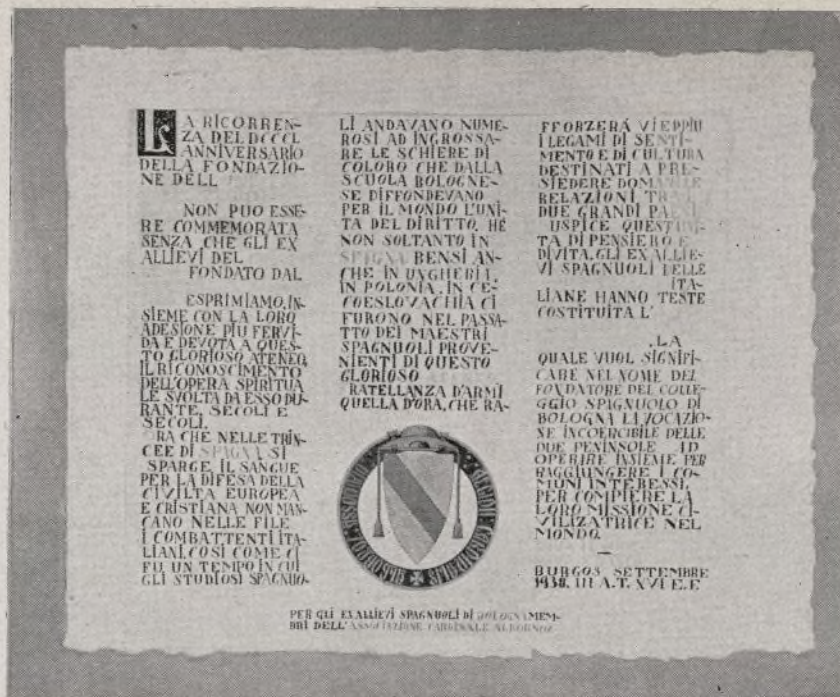 LA RICORREN-
ZA DEL DCCCL
ANNIVERSARIO
DELLA FONDAZIO-
NE DELL
NON PUO ESSE-
RE COMMEMORATA
SENZA CHE GLI EX
ALLIEVI DEL
FONDATO DAL
ESPRIMIAMO, IN-
SIEME CON LA LORO
ADESIONE PIU FERVI-
DA E DEVOTA A QUES-
TO GLORIOSO ATENEO,
IL RICONOSCIMENTO
DELL'OPERA SPIRITUA
LE SVOLTA DA ESSO DU-
RANTE, SECOLI E
SECOLI.
RA CHE NELLE TRIN-
CEE DI SPAGNA SI
SPARGE IL SANGUE
PER LA DIFESA DELLA
CIVILTA EUROPEA
E CRISTIANA NON MAN-
CANO NELLE FILE
I COMBATTENTI ITA-
LIANI, COSI COME CI
FU UN TEMPO IN CUI
GLI STUDIOSI SPAGNUO-
LI ANDAVANO NUME-
ROSI AD INGROSSA-
RE LE SCHIERE DI
COLORO CHE DALLA
SCUOLA BOLOGNE-
SE DIFFONDEVANO
PER IL MONDO L'UNI-
TA DEL DIRITTO. HE
NON SOLTANTO IN
SPAGNA BENSI AN-
CHE IN UNGHERIA,
IN POLONIA, IN CE-
COESLOVACHIA CI
FURONO NEL PASSA-
TO DEI MAESTRI
SPAGNUOLI PROVE-
NIENTI DI QUESTO
GLORIOSO
RATELLANZA D'ARMI
QUELLA D'ORA, CHE RA-
FFORZERÁ VIEPPIU
I LEGAMI DI SENTI-
MENTO E DI CULTURA
DESTINATI A PRE-
SIEDERE DOMANI LE
RELAZIONI TRA I
DUE GRANDI PAESI
USPICE QUEST'UNI-
TA DI PENSIERO E
DI VITA, GLI EX ALLIE-
VI SPAGNUOLI DELLE
ITA-
LIANE HANNO TESTE
COSTITUITA L'
.LA
QUALE VUOL SIGNIFI-
CARE NEL NOME DEL
FONDATORE DEL COLLE-
GGIO SPAGNUOLO DI
BOLOGNA LA VOCAZIO-
NE INCOERCIBILE DELLE
DUE PENINSOLE AD
OPERIRE INSIEME PER
RAGGIUNGERE I CO-
MUNI INTERESSI,
PER COMPIERE LA
LORO MISSIONE CI-
VILIZATRICE NEL
MONDO.
—
BURGOS SETTEMBRE
1938. III A.T. XVI E.F.
PER GLI EX ALLIEVI SPAGNUOLI DI BOLOGNA MEM-
BRI DELL'ASSOCIAZIONE CARDINALE ALBORNOZ